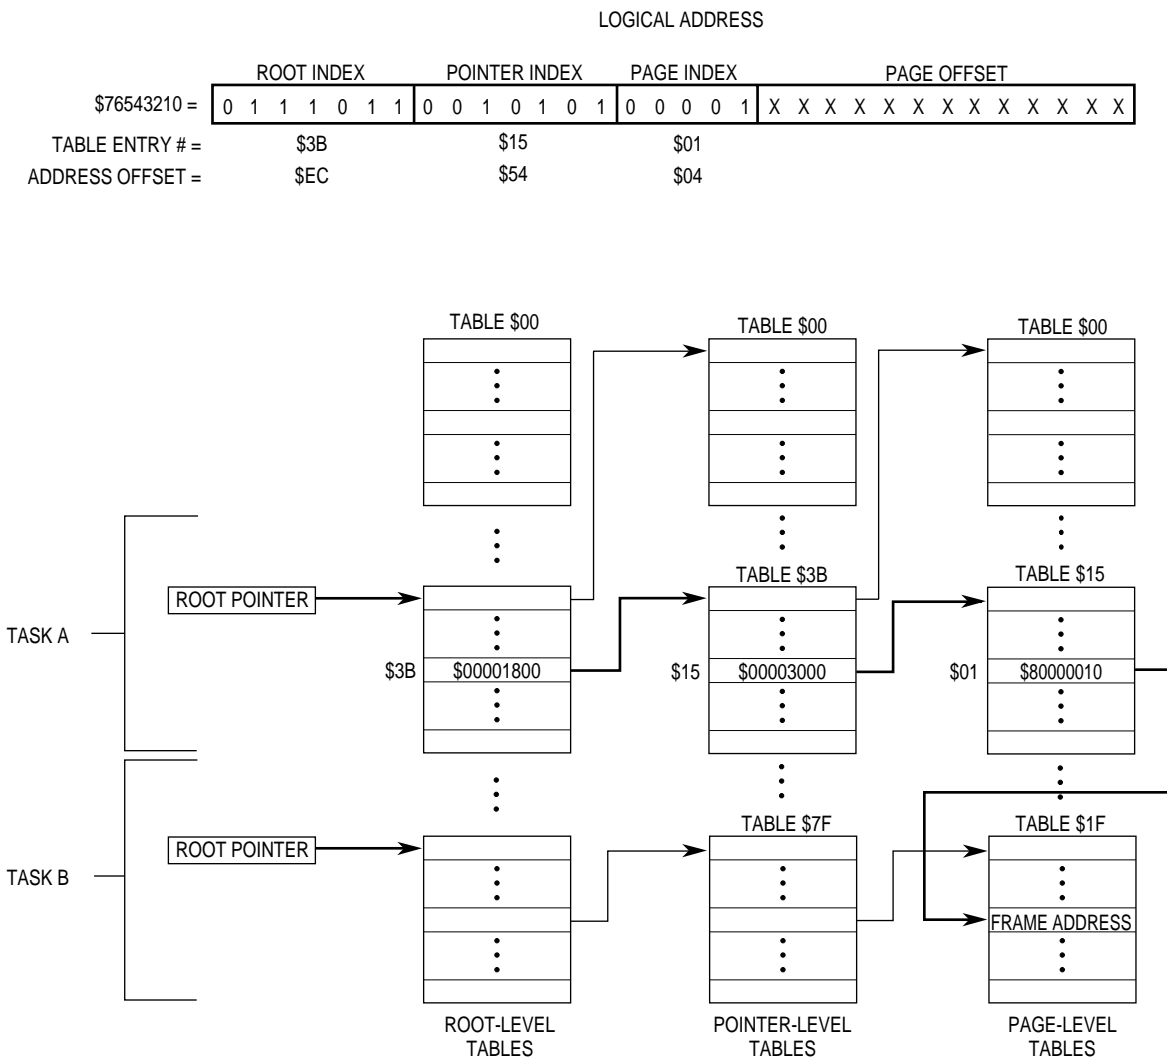 LOGICAL ADDRESS
ROOT INDEX POINTER INDEX PAGE INDEX PAGE OFFSET
$76543210 = 0 1 1 1 0 1 1 0 0 1 0 1 0 1 0 0 0 0 1 X X X X X X X X X X X X X
TABLE ENTRY # = $3B $15 $01
ADDRESS OFFSET = $EC $54 $04
TABLE $00 TABLE $00 TABLE $00
TABLE $3B TABLE $15
ROOT POINTER
TASK A
$3B $00001800 $15 $00003000 $01 $80000010
TABLE $7F TABLE $1F
ROOT POINTER
TASK B
FRAME ADDRESS
ROOT-LEVEL TABLES
POINTER-LEVEL TABLES
PAGE-LEVEL TABLES